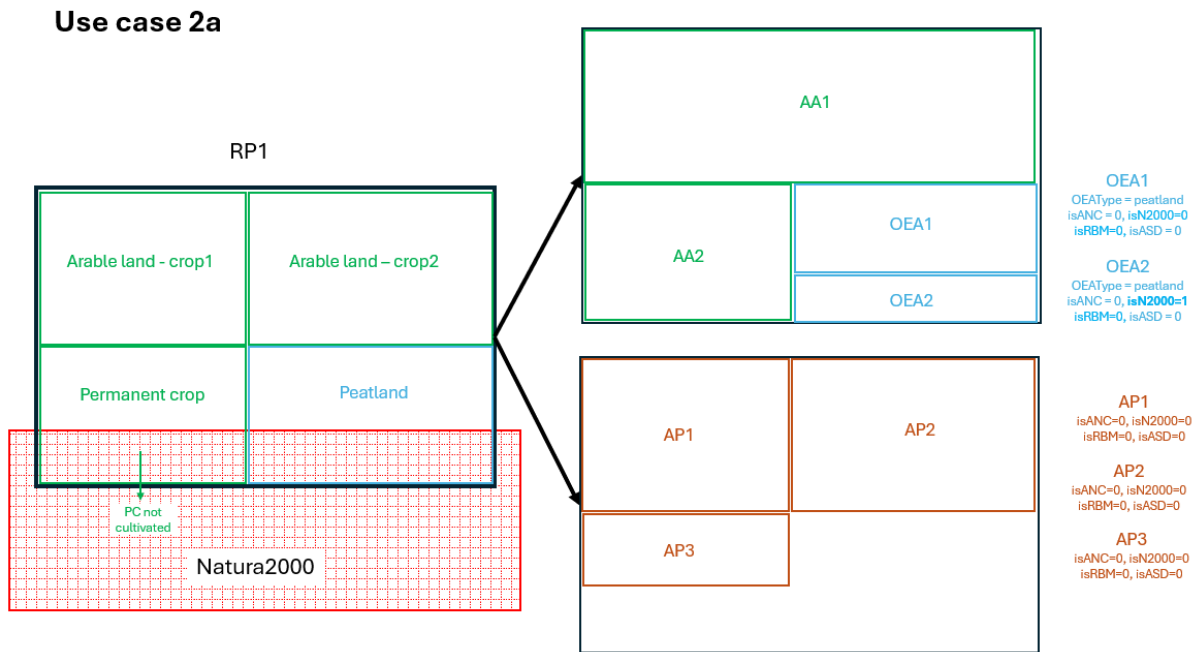 Use case 2a
RP1
Arable land - crop1
Arable land – crop2
Permanent crop
Peatland
PC not
cultivated
Natura2000
AA1
AA2
OEA1
OEA2
OEA1
OEAType = peatland
isANC = 0, isN2000=0
isRBM=0, isASD = 0
OEA2
OEAType = peatland
isANC = 0, isN2000=1
isRBM=0, isASD = 0
AP1
AP2
AP3
AP1
isANC=0, isN2000=0
isRBM=0, isASD=0
AP2
isANC=0, isN2000=0
isRBM=0, isASD=0
AP3
isANC=0, isN2000=0
isRBM=0, isASD=0